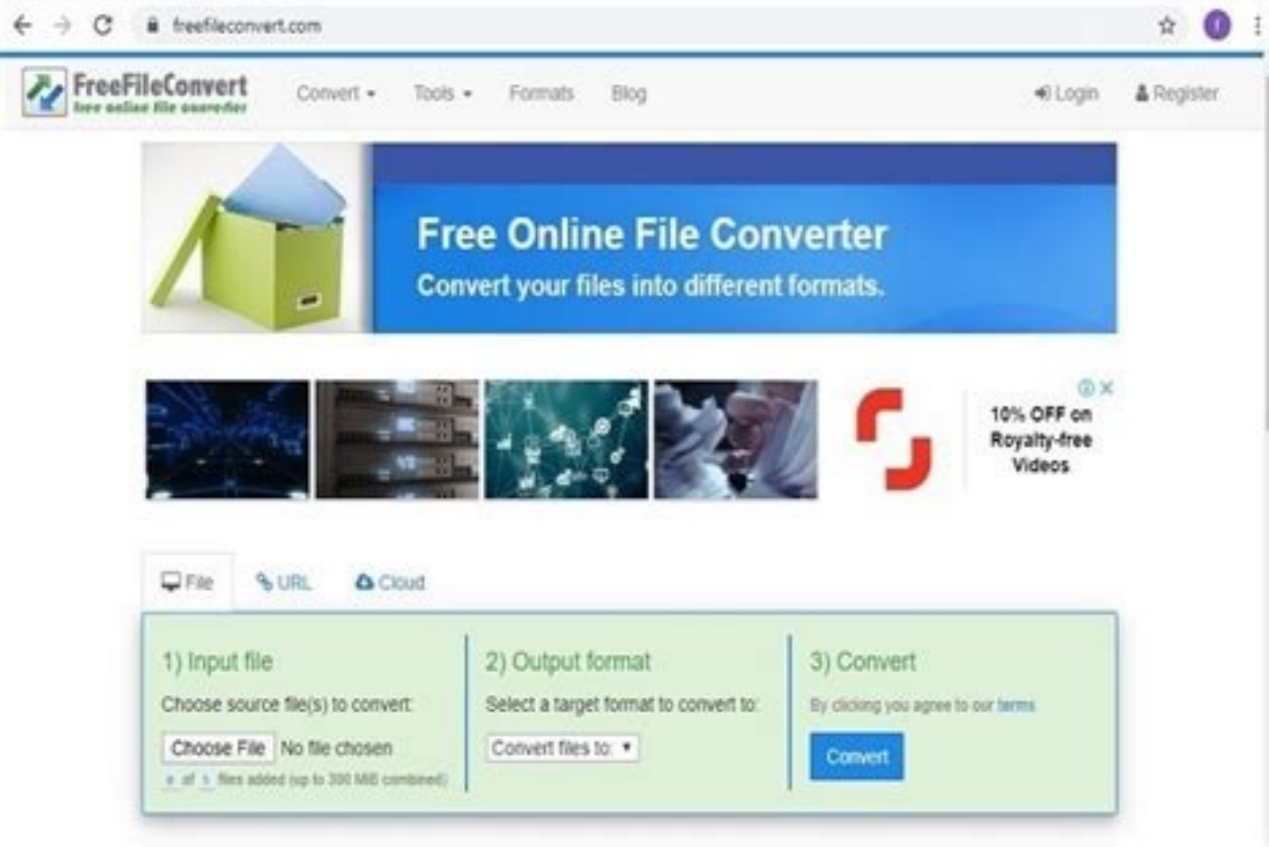 freefileconvert.com
f
FreeFileConvert
free online file converter
Convert
Tools
Formats
Blog
Login
Register
Free Online File Converter
Convert your files into different formats.
10% OFF on
Royalty-free
Videos
File
URL
Cloud
1) Input file
Choose source file(s) to convert:
Choose File No file chosen
0 of 5 files added (up to 300 MiB combined)
2) Output format
Select a target format to convert to:
Convert files to:
3) Convert
By clicking you agree to our terms
Convert